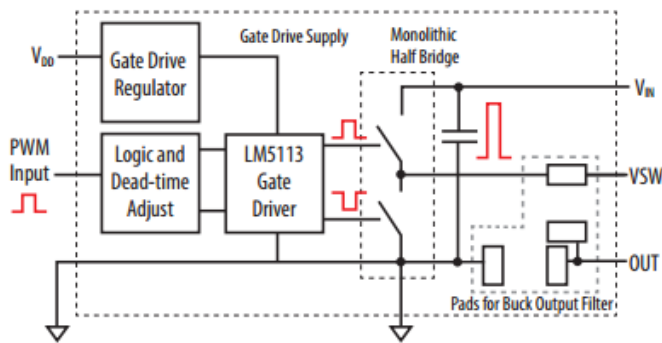 Gate Drive Supply
Monolithic
Half Bridge
VDD
Gate Drive
Regulator
VIN
PWM
Input
Logic and
Dead-time
Adjust
LM5113
Gate
Driver
VSW
OUT
Pads for Buck Output Filter